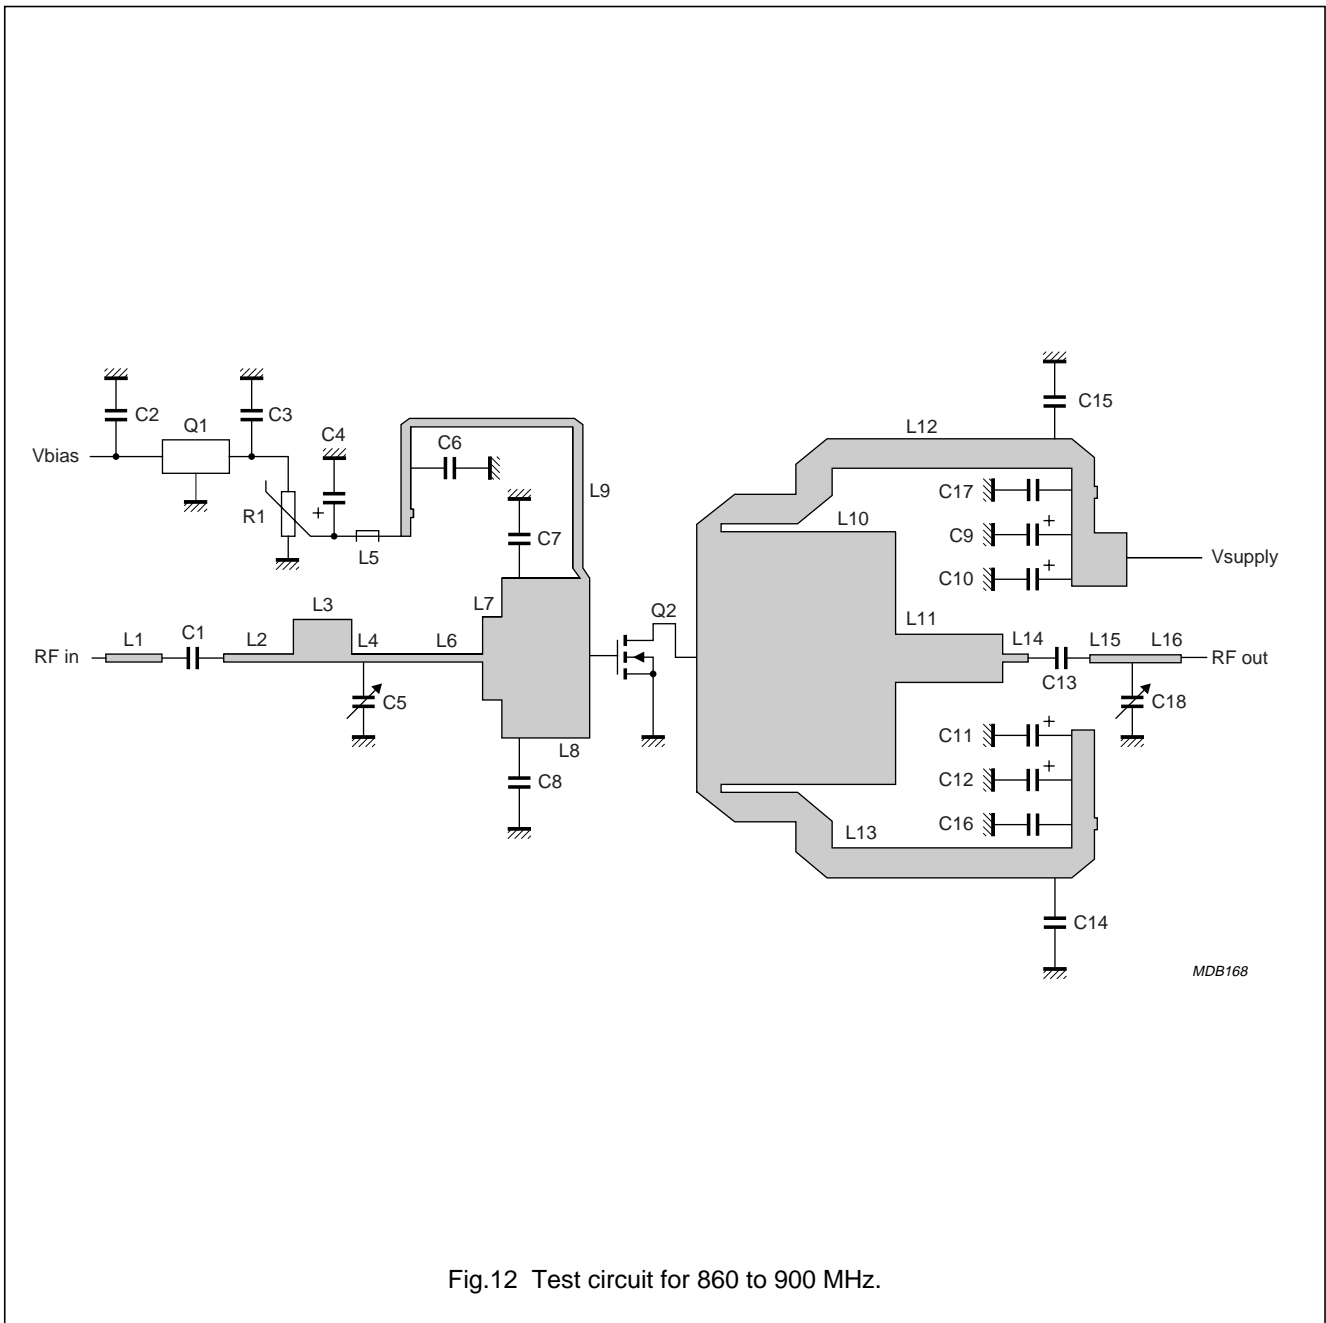 C15
L12
C2
C3
Q1
C4
C6
Vbias
C17
L9
R1
+
L10
C9
+
C7
L5
Vsupply
C10
+
L7
L3
Q2
L11
C1
L1
L2
L4
L6
L14
L15
L16
RF in
RF out
C13
C5
C18
C11
+
L8
C12
+
C8
C16
L13
C14
MDB168
Fig.12 Test circuit for 860 to 900 MHz.